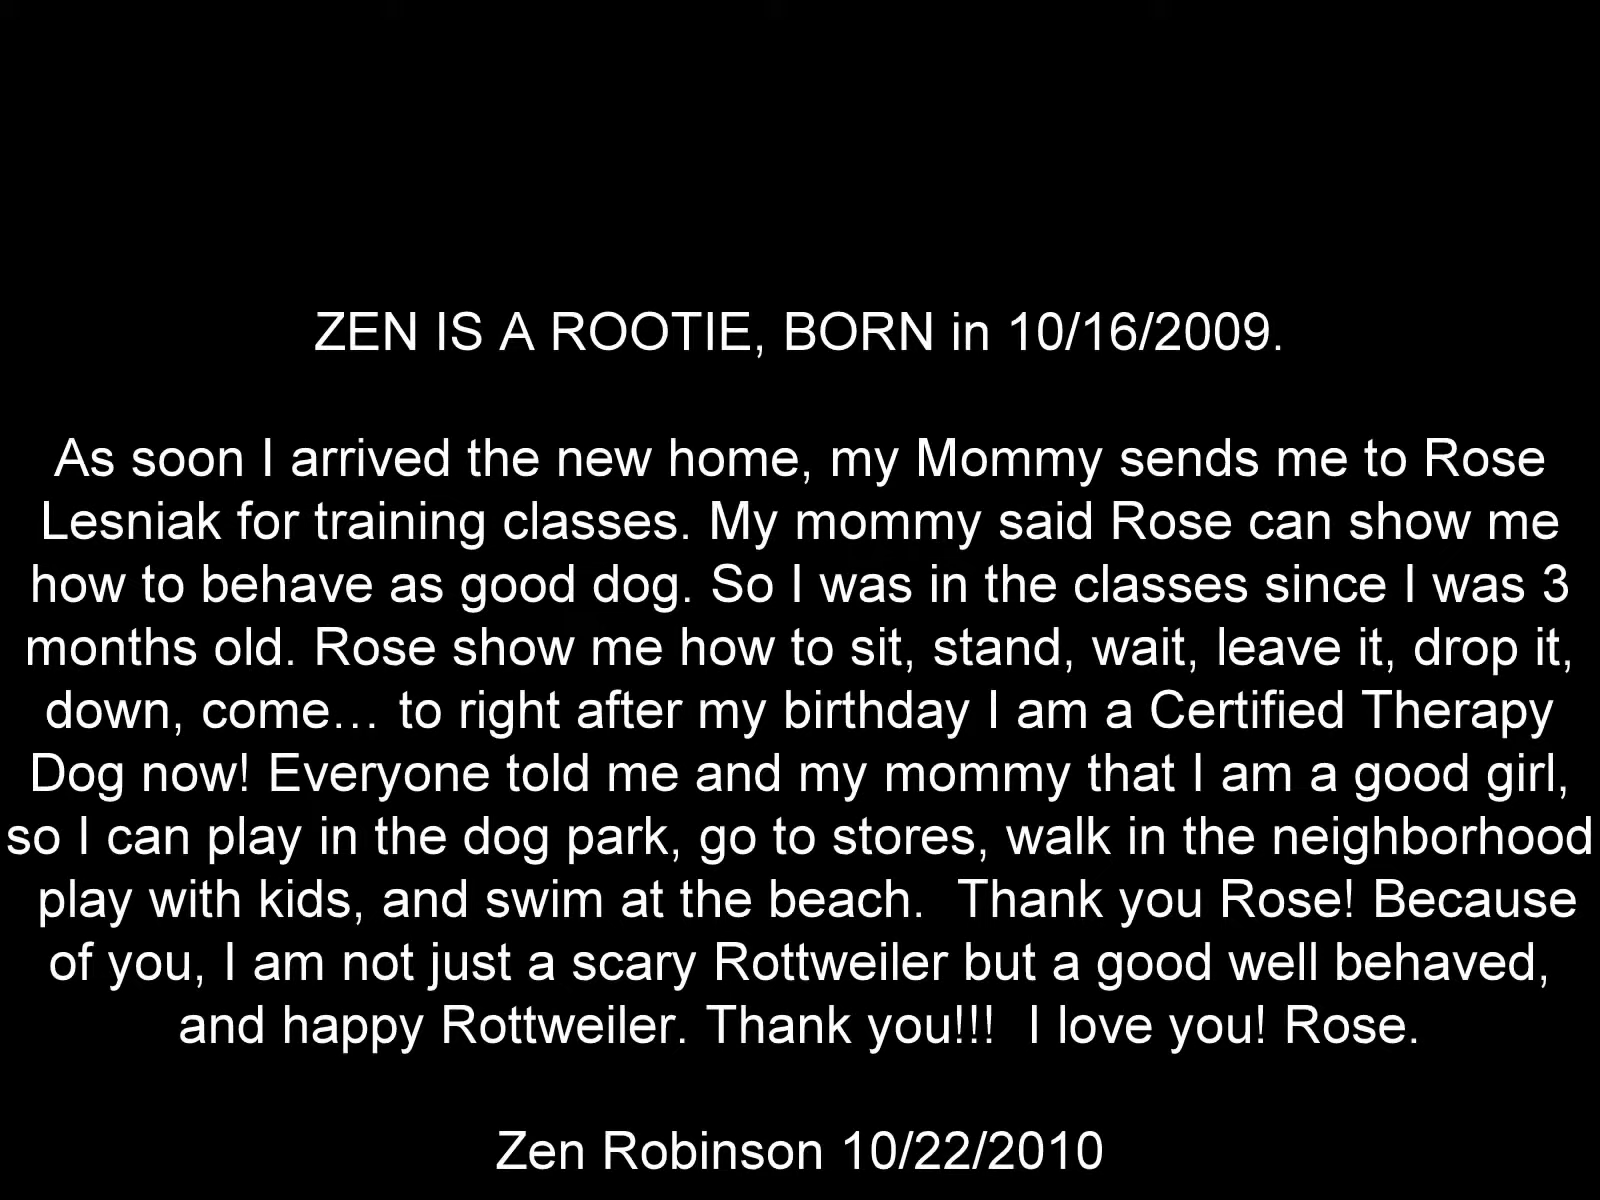 ZEN IS A ROOTIE, BORN in 10/16/2009.
As soon I arrived the new home, my Mommy sends me to Rose
Lesniak for training classes. My mommy said Rose can show me
how to behave as good dog. So I was in the classes since I was 3
months old. Rose show me how to sit, stand, wait, leave it, drop it,
down, come… to right after my birthday I am a Certified Therapy
Dog now! Everyone told me and my mommy that I am a good girl,
so I can play in the dog park, go to stores, walk in the neighborhood
play with kids, and swim at the beach.  Thank you Rose! Because
of you, I am not just a scary Rottweiler but a good well behaved,
and happy Rottweiler. Thank you!!!  I love you! Rose.
Zen Robinson 10/22/2010